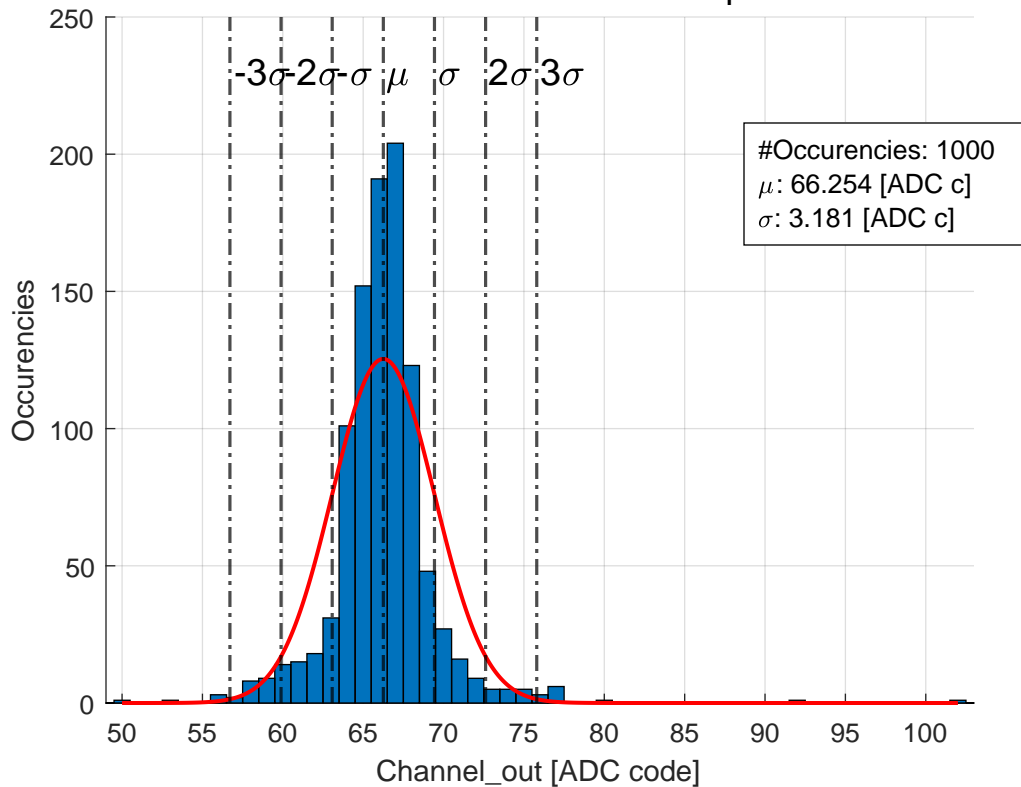 250
200
150
100
50
0
Occurencies
-3σ -2σ -σ μ σ 2σ 3σ
#Occurencies: 1000
μ: 66.254 [ADC c]
σ: 3.181 [ADC c]
50 55 60 65 70 75 80 85 90 95 100
Channel_out [ADC code]